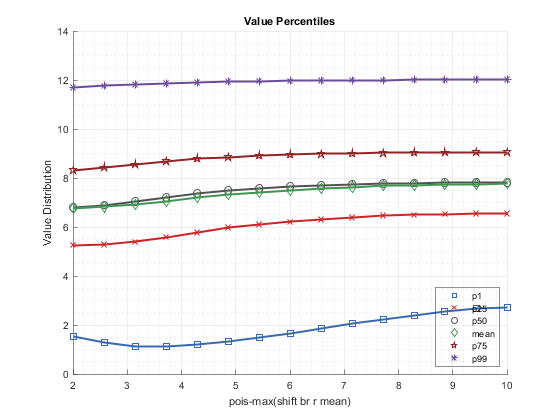 Value Percentiles
14
12
10
8
6
4
2
0
Value Distribution
2 3 4 5 6 7 8 9 10
pois-max(shift br r mean)
p1
p25
p50
mean
p75
p99